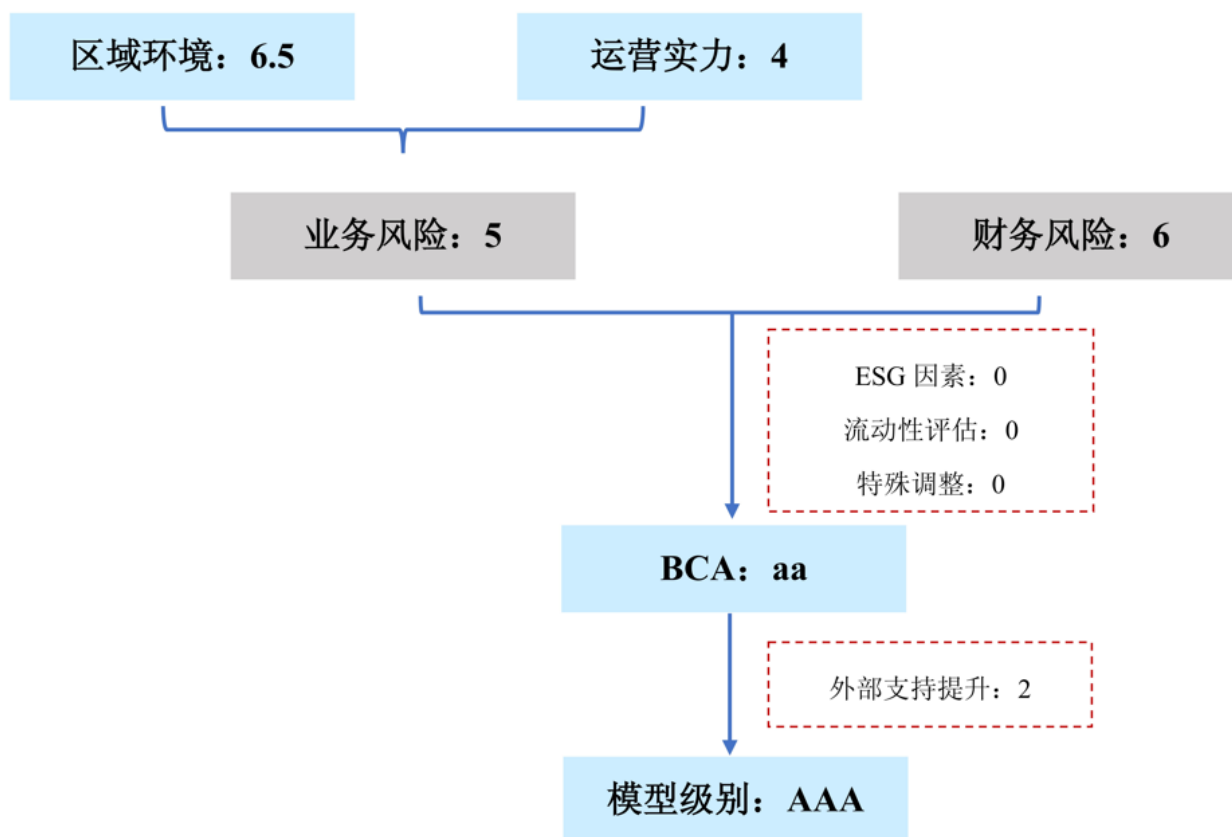 区域环境：6.5
运营实力：4
业务风险：5
财务风险：6
ESG 因素：0
流动性评估：0
特殊调整：0
BCA：aa
外部支持提升：2
模型级别：AAA